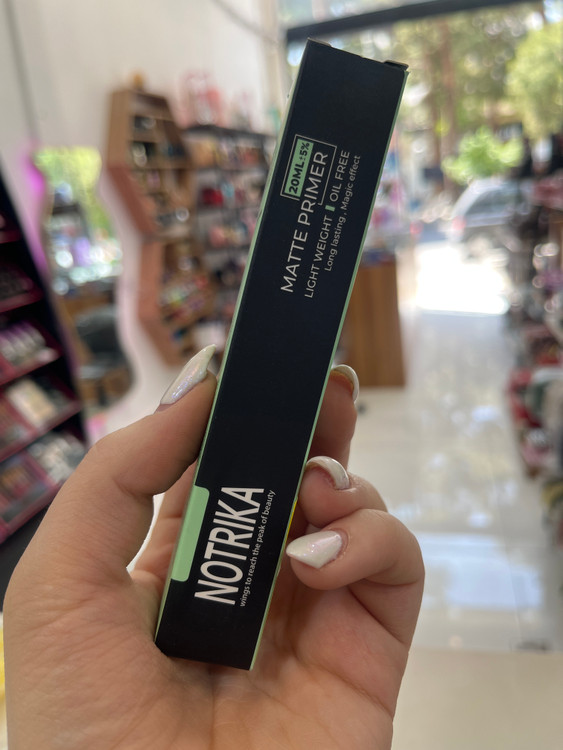 20ML±5%
MATTE PRIMER
LIGHT WEIGHT OIL FREE
Long lasting , Magic effect
NOTRIKA
wings to reach the peak of beauty